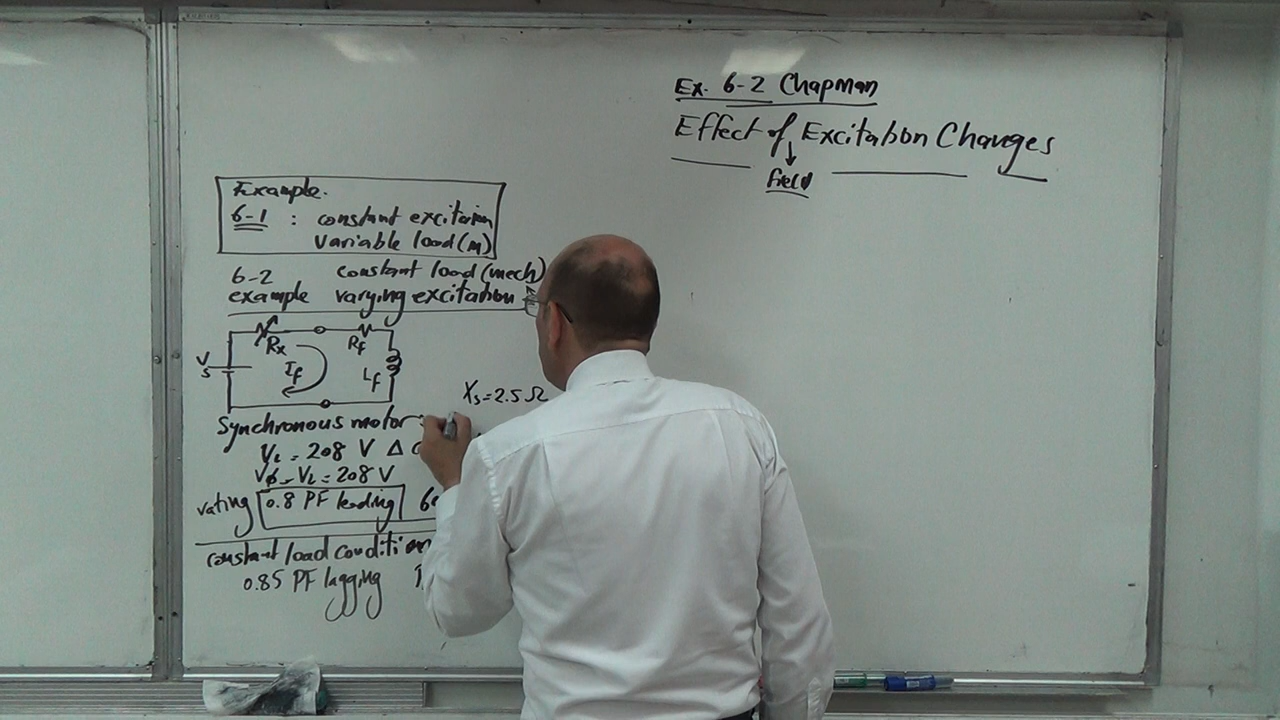 Ex. 6-2 Chapman
Effect of Excitation Changes
field
Example.
6-1 : constant excitation
variable load (m)
6-2 constant load (mech)
example varying excitation
Rx Rf
Vs If Lf
Xs=2.5 Ω
Synchronous motor
VL = 208 V Δ
Vϕ = VL = 208 V
rating 0.8 PF leading
constant load condition
0.85 PF lagging